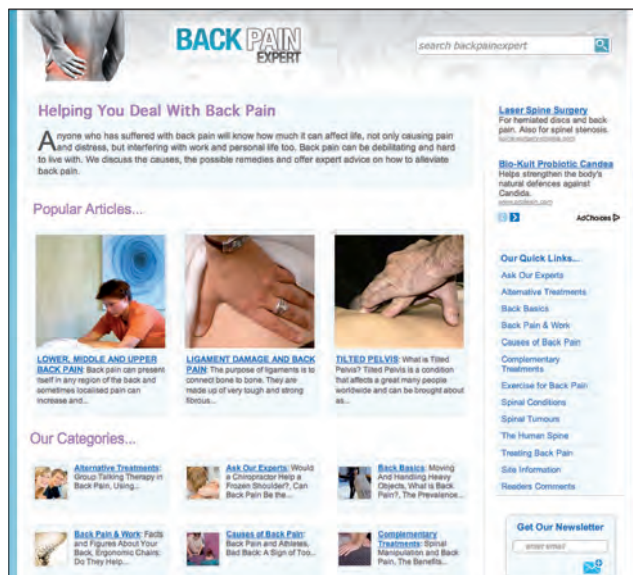 BACK PAIN
EXPERT
search backpainexpert
Helping You Deal With Back Pain
Anyone who has suffered with back pain will know how much it can affect life, not only causing pain
and distress, but interfering with work and personal life too. Back pain can be debilitating and hard
to live with. We discuss the causes, the possible remedies and offer expert advice on how to alleviate
back pain.
Popular Articles...
LOWER, MIDDLE AND UPPER
BACK PAIN: Back pain can present
itself in any region of the back and
sometimes localised pain can
increase and...
LIGAMENT DAMAGE AND BACK
PAIN: The purpose of ligaments is to
connect bone to bone. They are
made up of very tough and strong
fibrous...
TILTED PELVIS: What is Tilted
Pelvis? Tilted Pelvis is a condition
that affects a great many people
worldwide and can be brought about
as...
Our Categories...
Alternative Treatments:
Group Talking Therapy in
Back Pain, Using...
Ask Our Experts: Would
a Chiropractor Help a
Frozen Shoulder?, Can
Back Pain Be the...
Back Basics: Moving
And Handling Heavy
Objects, What is Back
Pain?, The Prevalence...
Back Pain & Work: Facts
and Figures About Your
Back, Ergonomic Chairs:
Do They Help...
Causes of Back Pain:
Back Pain and Athletes,
Bad Back: A Sign of Too...
Complementary
Treatments: Spinal
Manipulation and Back
Pain, The Benefits...
Laser Spine Surgery
For herniated discs and back
pain. Also for spinel stenosis.
Bio-Kult Probiotic Candea
Helps strengthen the body's
natural defences against
Candida.
AdChoices
Our Quick Links...
Ask Our Experts
Alternative Treatments
Back Basics
Back Pain & Work
Causes of Back Pain
Complementary
Treatments
Exercise for Back Pain
Spinal Conditions
Spinal Tumours
The Human Spine
Treating Back Pain
Site Information
Readers Comments
Get Our Newsletter
enter email